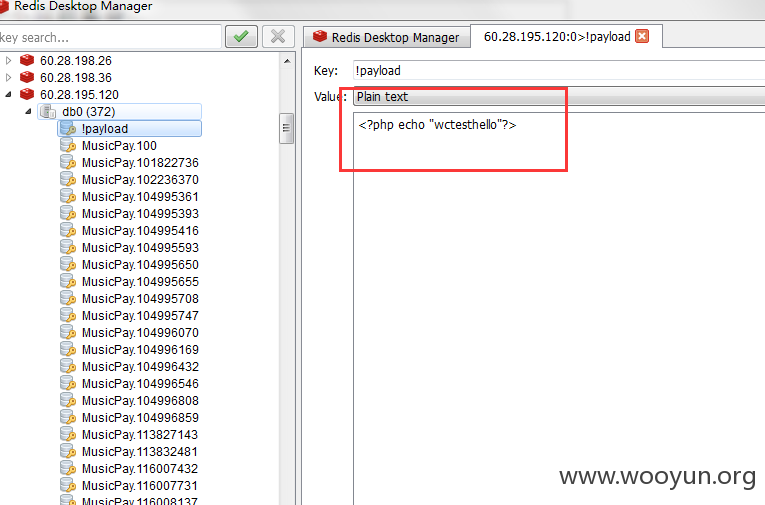 Redis Desktop Manager
key search...
60.28.198.26
60.28.198.36
60.28.195.120
db0 (372)
!payload
MusicPay.100
MusicPay.101822736
MusicPay.102236370
MusicPay.104995361
MusicPay.104995393
MusicPay.104995416
MusicPay.104995593
MusicPay.104995650
MusicPay.104995655
MusicPay.104995708
MusicPay.104995747
MusicPay.104996070
MusicPay.104996169
MusicPay.104996432
MusicPay.104996546
MusicPay.104996808
MusicPay.104996859
MusicPay.113827143
MusicPay.113832481
MusicPay.116007432
MusicPay.116007731
MusicPay.116008137
Redis Desktop Manager
60.28.195.120:0>!payload
Key: !payload
Value: Plain text
<?php echo "wctesthello"?>
www.wooyun.org